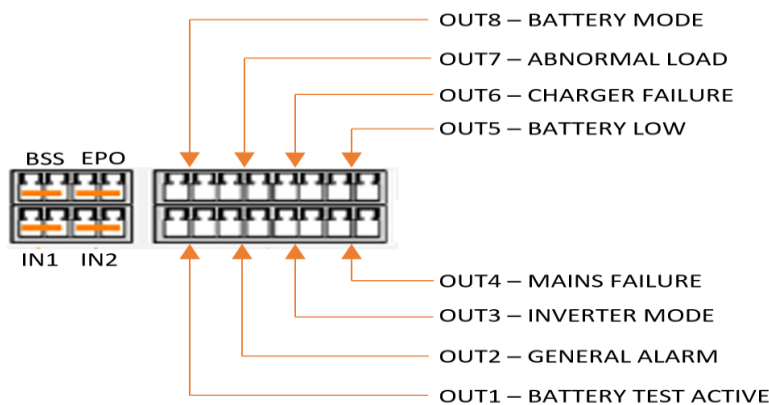 OUT8 – BATTERY MODE
OUT7 – ABNORMAL LOAD
OUT6 – CHARGER FAILURE
OUT5 – BATTERY LOW
BSS EPO
IN1 IN2
OUT4 – MAINS FAILURE
OUT3 – INVERTER MODE
OUT2 – GENERAL ALARM
OUT1 – BATTERY TEST ACTIVE